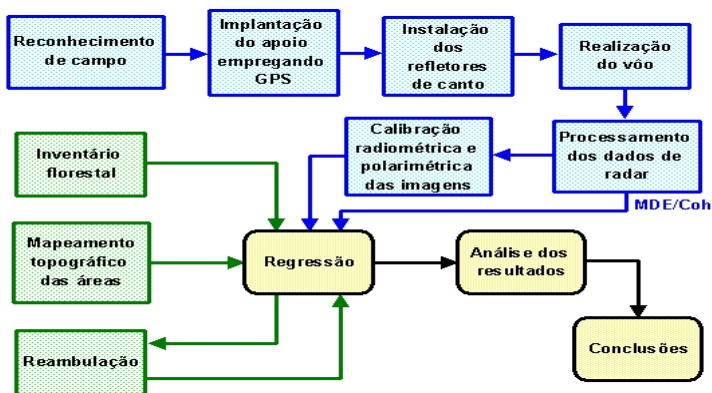 Reconhecimento
de campo
Implantação
do apoio
empregando
GPS
Instalação
dos
refletores
de canto
Realização
do vôo
Inventário
florestal
Calibração
radiométrica e
polarimétrica
das imagens
Processamento
dos dados de
radar
MDE/Coh
Mapeamento
topográfico
das áreas
Regressão
Análise dos
resultados
Reambulação
Conclusões